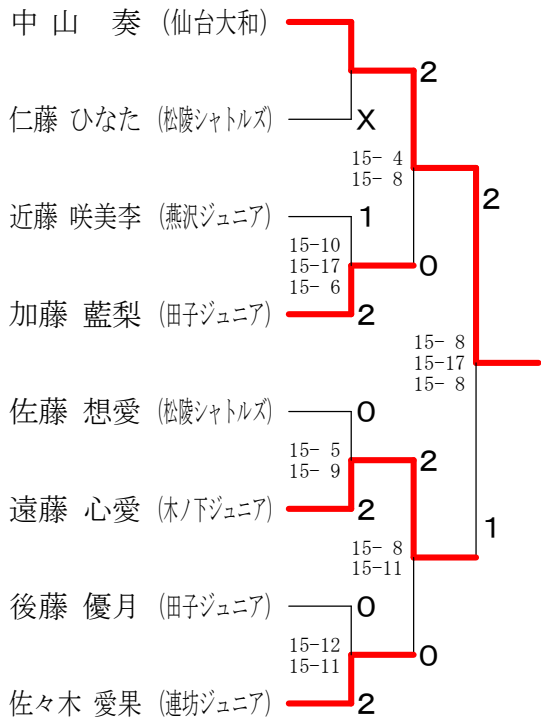 中山 奏 (仙台大和)
2
仁藤 ひなた (松陵シャトルズ)
X
15- 4
15- 8
2
近藤 咲美李 (燕沢ジュニア)
1
15-10
15-17
15- 6
0
加藤 藍梨 (田子ジュニア)
2
15- 8
15-17
15- 8
佐藤 想愛 (松陵シャトルズ)
0
15- 5
15- 9
2
遠藤 心愛 (木ノ下ジュニア)
2
1
15- 8
15-11
後藤 優月 (田子ジュニア)
0
15-12
15-11
0
佐々木 愛果 (連坊ジュニア)
2